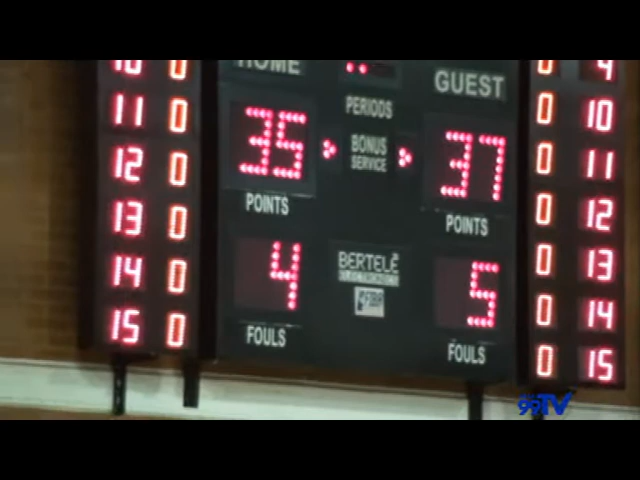 10 0 HOME PERIODS GUEST 0 9
11 0 35 BONUS SERVICE 37 0 10
12 0 POINTS POINTS 0 11
13 0 0 12
14 0 4 BERTELÈ ELECTRONICS 5 0 13
15 0 FOULS FOULS 0 14
0 15
99TV